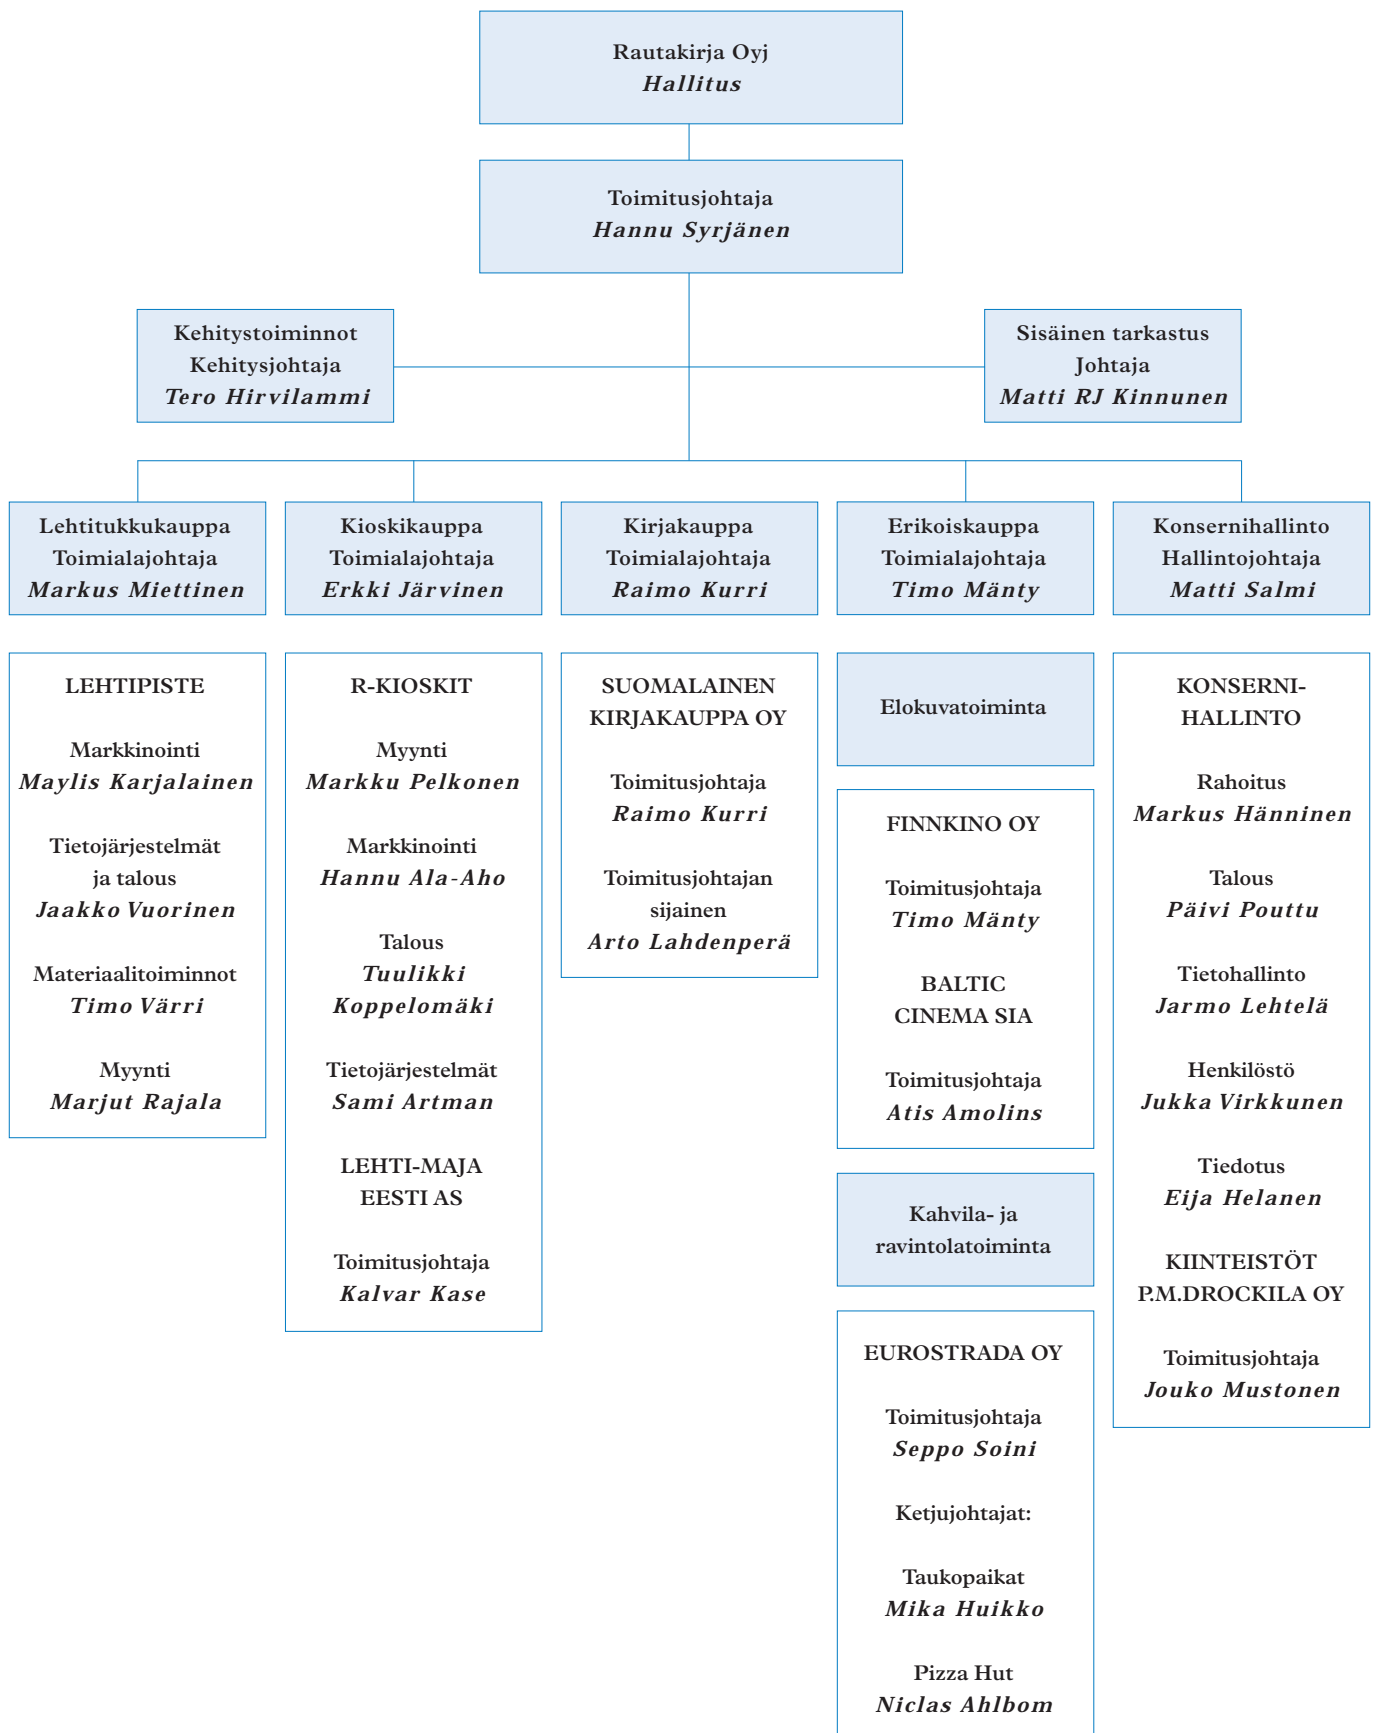 Rautakirja Oyj
Hallitus
Toimitusjohtaja
Hannu Syrjänen
Kehitystoiminnot
Kehitysjohtaja
Tero Hirvilammi
Sisäinen tarkastus
Johtaja
Matti RJ Kinnunen
Lehtitukkukauppa
Toimialajohtaja
Markus Miettinen
Kioskikauppa
Toimialajohtaja
Erkki Järvinen
Kirjakauppa
Toimialajohtaja
Raimo Kurri
Erikoiskauppa
Toimialajohtaja
Timo Mänty
Konsernihallinto
Hallintojohtaja
Matti Salmi
LEHTIPISTE
Markkinointi
Maylis Karjalainen
Tietojärjestelmät
ja talous
Jaakko Vuorinen
Materiaalitoiminnot
Timo Värri
Myynti
Marjut Rajala
R-KIOSKIT
Myynti
Markku Pelkonen
Markkinointi
Hannu Ala-Aho
Talous
Tuulikki
Koppelomäki
Tietojärjestelmät
Sami Artman
LEHTI-MAJA
EESTI AS
Toimitusjohtaja
Kalvar Kase
SUOMALAINEN
KIRJAKAUPPA OY
Toimitusjohtaja
Raimo Kurri
Toimitusjohtajan
sijainen
Arto Lahdenperä
Elokuvatoiminta
FINNKINO OY
Toimitusjohtaja
Timo Mänty
BALTIC
CINEMA SIA
Toimitusjohtaja
Atis Amolins
Kahvila- ja
ravintolatoiminta
EUROSTRADA OY
Toimitusjohtaja
Seppo Soini
Ketjujohtajat:
Taukopaikat
Mika Huikko
Pizza Hut
Niclas Ahlbom
KONSERNI-
HALLINTO
Rahoitus
Markus Hänninen
Talous
Päivi Pouttu
Tietohallinto
Jarmo Lehtelä
Henkilöstö
Jukka Virkkunen
Tiedotus
Eija Helanen
KIINTEISTÖT
P.M.DROCKILA OY
Toimitusjohtaja
Jouko Mustonen